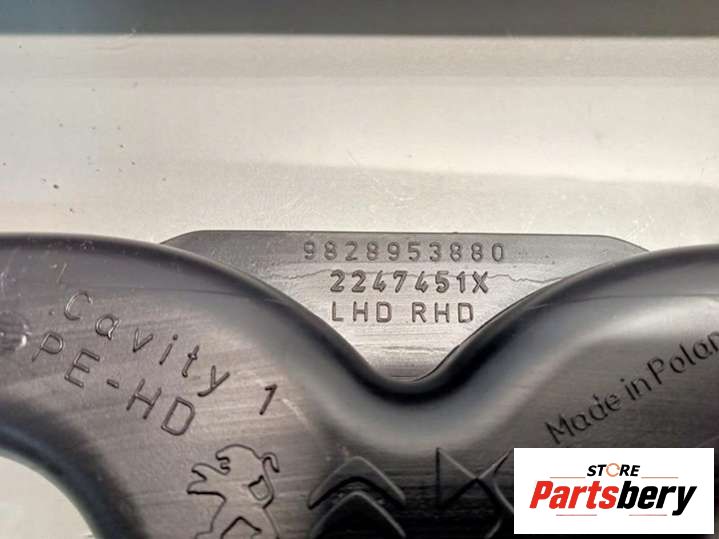 9828953880
2247451X
LHD RHD
Cavity 1
PE-HD
Made in Polan
STORE
Partsbery